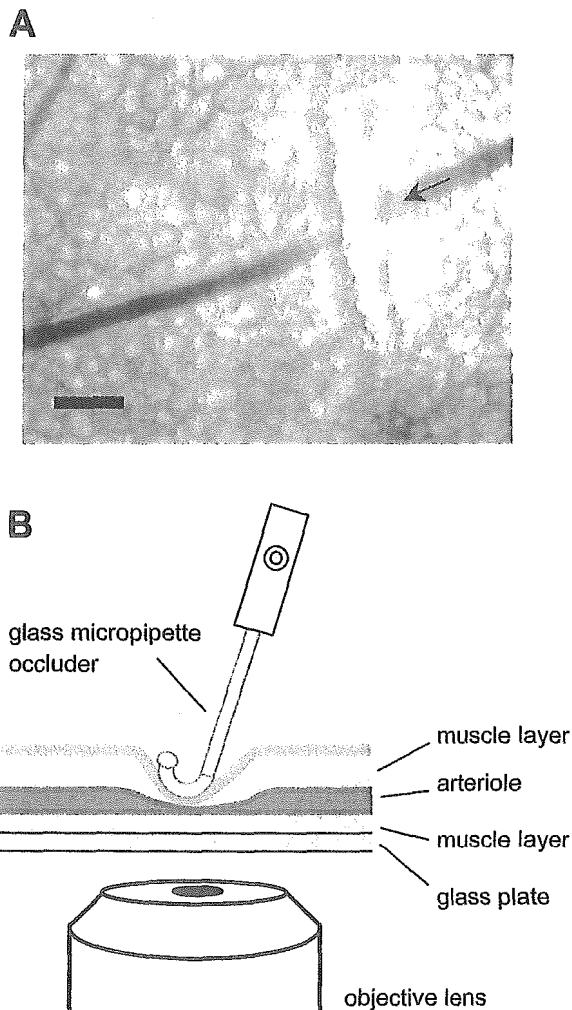 A
B
glass micropipette
occluder
muscle layer
arteriole
muscle layer
glass plate
objective lens